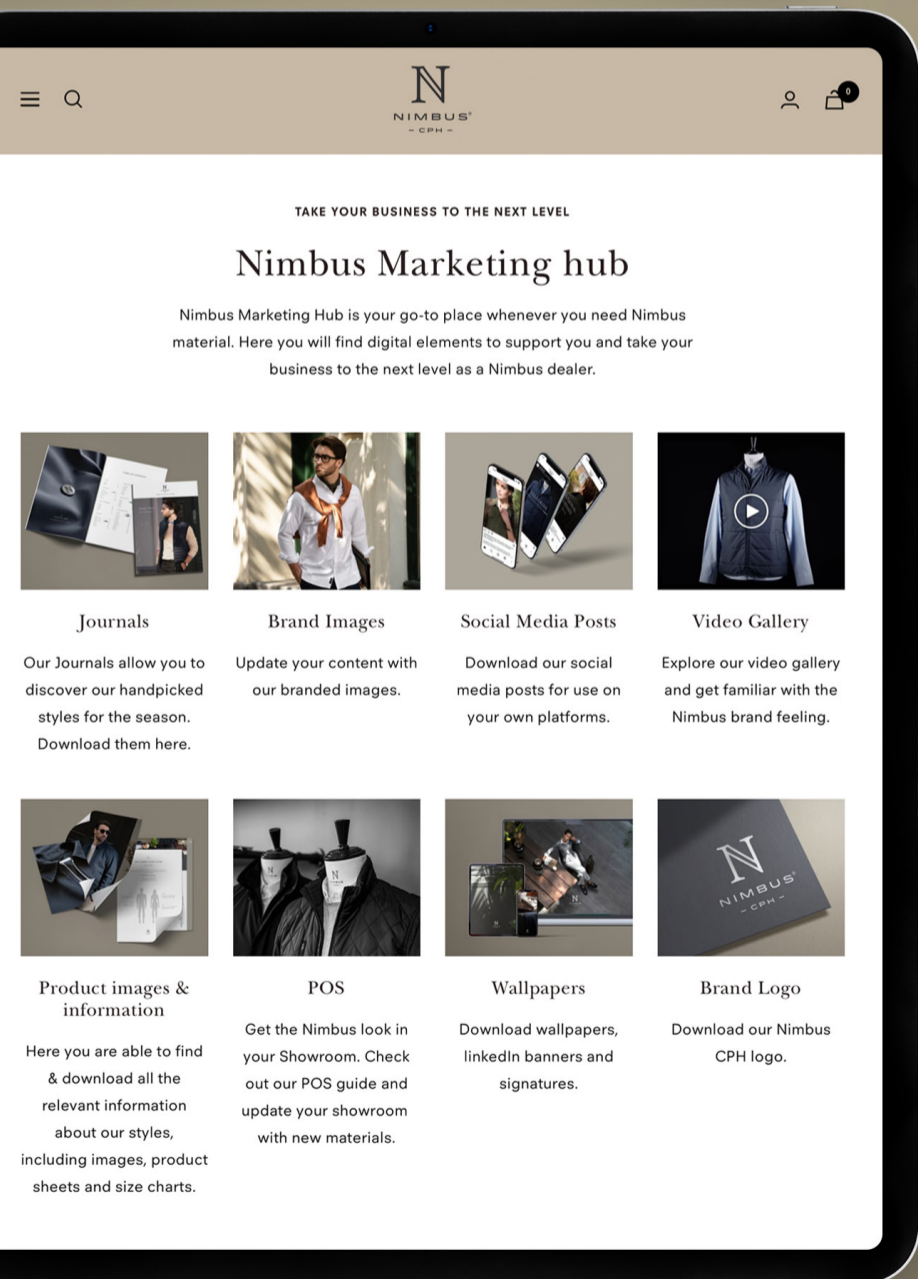 N
NIMBUS®
– CPH –
0
TAKE YOUR BUSINESS TO THE NEXT LEVEL
Nimbus Marketing hub
Nimbus Marketing Hub is your go-to place whenever you need Nimbus
material. Here you will find digital elements to support you and take your
business to the next level as a Nimbus dealer.
Journals
Our Journals allow you to
discover our handpicked
styles for the season.
Download them here.
Brand Images
Update your content with
our branded images.
Social Media Posts
Download our social
media posts for use on
your own platforms.
Video Gallery
Explore our video gallery
and get familiar with the
Nimbus brand feeling.
N
NIMBUS®
– CPH –
Product images &
information
Here you are able to find
& download all the
relevant information
about our styles,
including images, product
sheets and size charts.
POS
Get the Nimbus look in
your Showroom. Check
out our POS guide and
update your showroom
with new materials.
Wallpapers
Download wallpapers,
linkedIn banners and
signatures.
Brand Logo
Download our Nimbus
CPH logo.